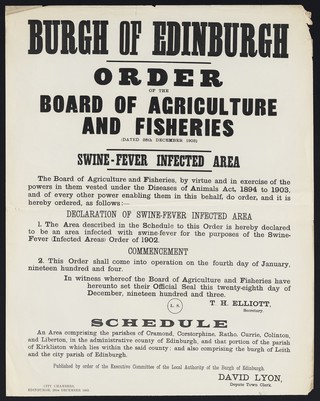 BURGH OF EDINBURGH
ORDER
OF THE
BOARD OF AGRICULTURE
AND FISHERIES
(DATED 28TH DECEMBER 1903)
SWINE-FEVER INFECTED AREA
The Board of Agriculture and Fisheries, by virtue and in exercise of the
powers in them vested under the Diseases of Animals Act, 1894 to 1903,
and of every other power enabling them in this behalf, do order, and it is
hereby ordered, as follows:—
DECLARATION OF SWINE-FEVER INFECTED AREA
1. The Area described in the Schedule to this Order is hereby declared
to be an area infected with swine-fever for the purposes of the Swine-
Fever (Infected Areas) Order of 1902.
COMMENCEMENT
2. This Order shall come into operation on the fourth day of January,
nineteen hundred and four.
In witness whereof the Board of Agriculture and Fisheries have
hereunto set their Official Seal this twenty-eighth day of
December, nineteen hundred and three.
L. S.
T. H. ELLIOTT,
Secretary.
SCHEDULE
An Area comprising the parishes of Cramond, Corstorphine, Ratho, Currie, Colinton,
and Liberton, in the administrative county of Edinburgh, and that portion of the parish
of Kirkliston which lies within the said county: and also comprising the burgh of Leith
and the city parish of Edinburgh.
Published by order of the Executive Committee of the Local Authority of the Burgh of Edinburgh.
DAVID LYON,
Depute Town Clerk.
CITY CHAMBERS,
EDINBURGH, DECEMBER 1903.